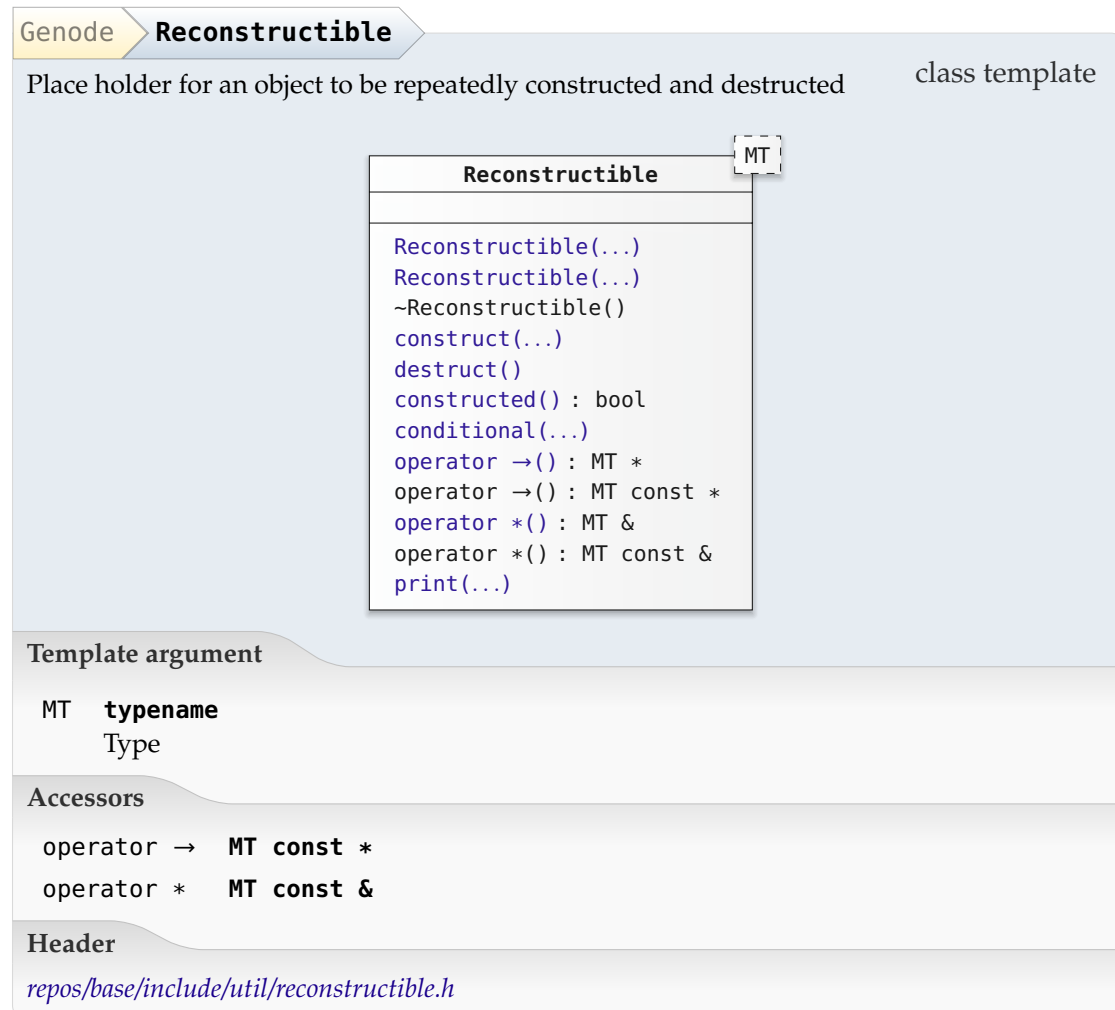 Genode Reconstructible
class template
Place holder for an object to be repeatedly constructed and destructed
MT
Reconstructible
Reconstructible(...)
Reconstructible(...)
~Reconstructible()
construct(...)
destruct()
constructed() : bool
conditional(...)
operator →() : MT *
operator →() : MT const *
operator *() : MT &
operator *() : MT const &
print(...)
Template argument
MT typename
Type
Accessors
operator → MT const *
operator * MT const &
Header
repos/base/include/util/reconstructible.h